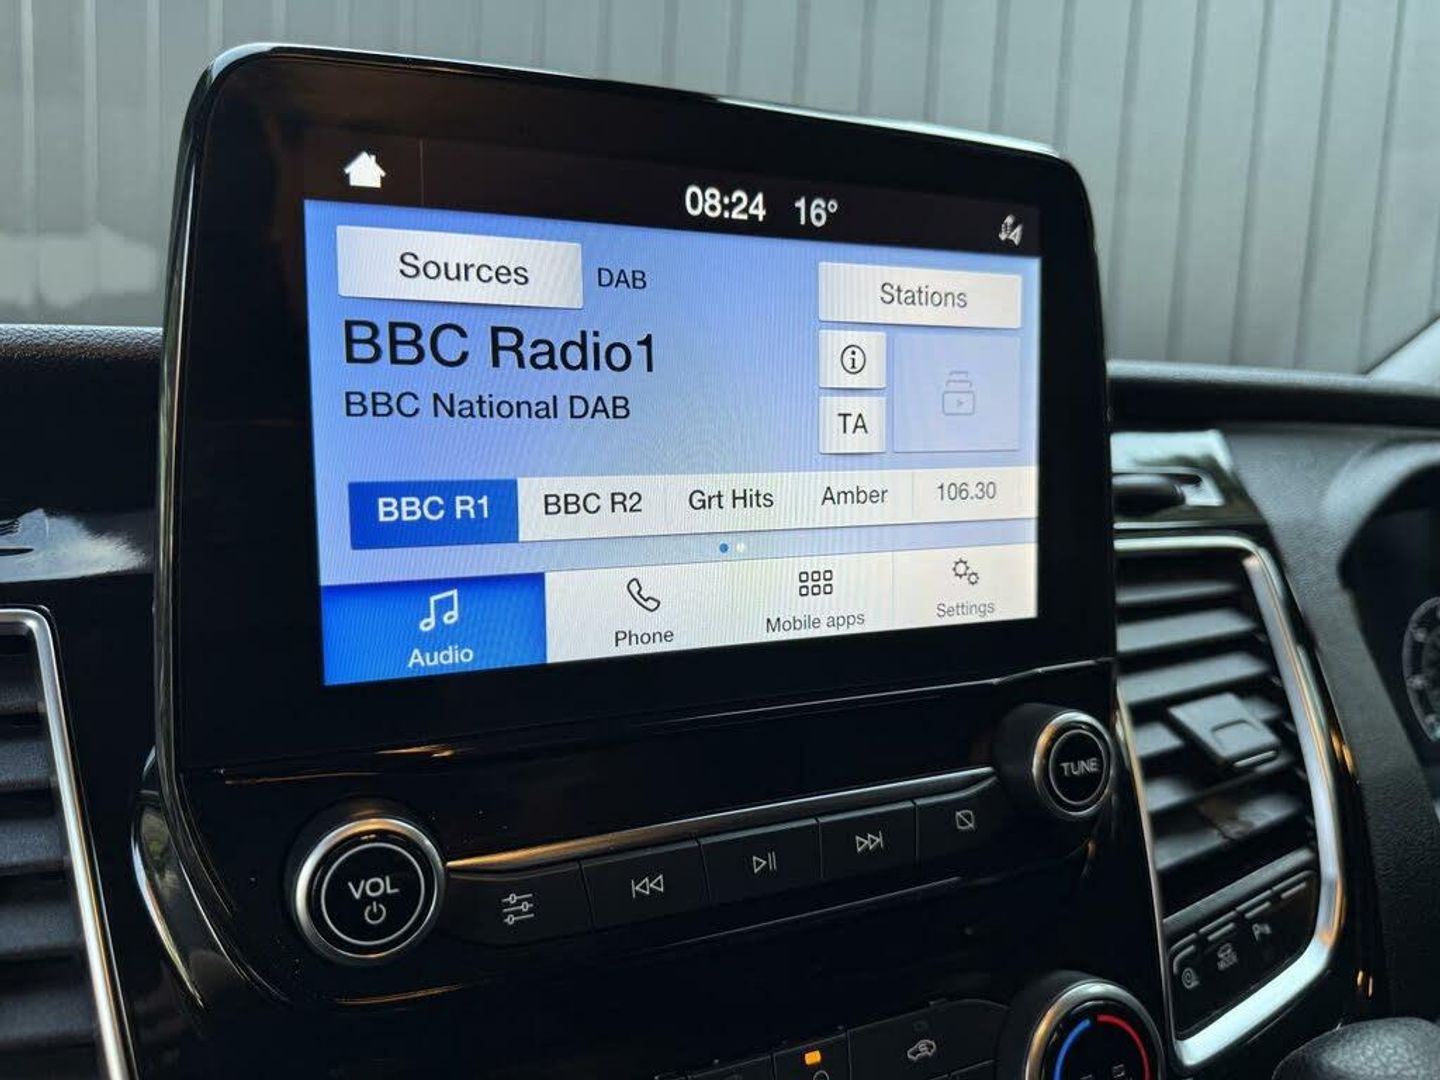 08:24 16°
Sources DAB Stations
BBC Radio1
BBC National DAB
TA
BBC R1 BBC R2 Grt Hits Amber 106.30
Audio Phone Mobile apps Settings
TUNE
VOL
MODE